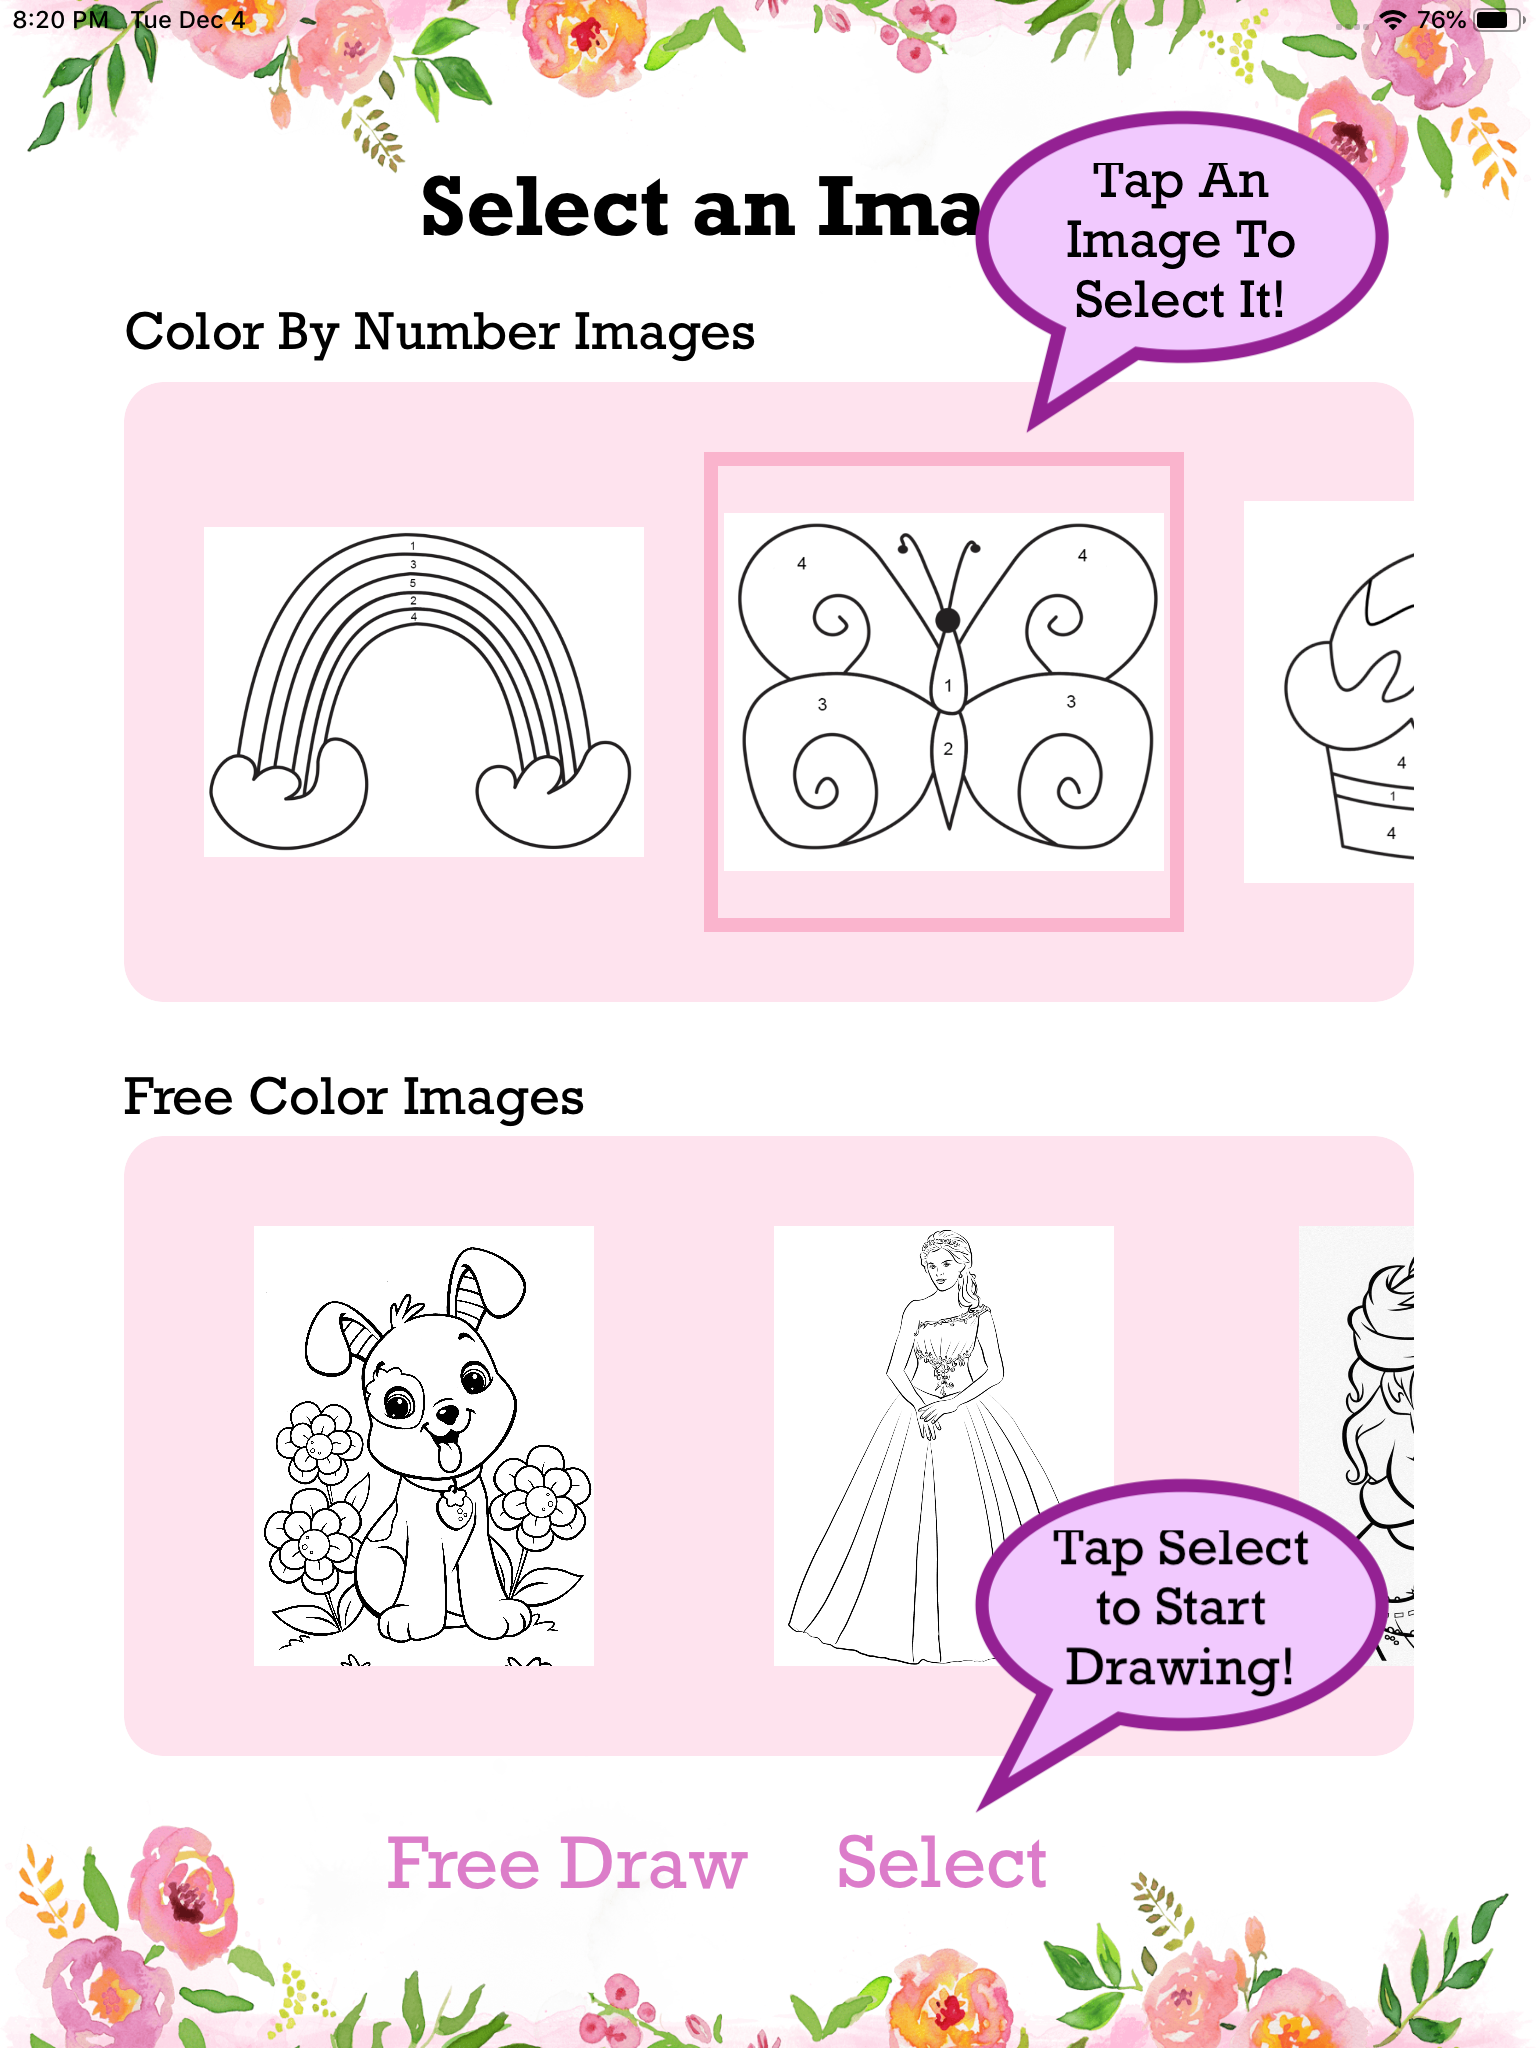 8:20 PM Tue Dec 4
76%
Select an Ima
Tap An
Image To
Select It!
Color By Number Images
1
3
5
2
4
4
4
1
3
3
2
4
1
4
Free Color Images
Tap Select
to Start
Drawing!
Free Draw
Select